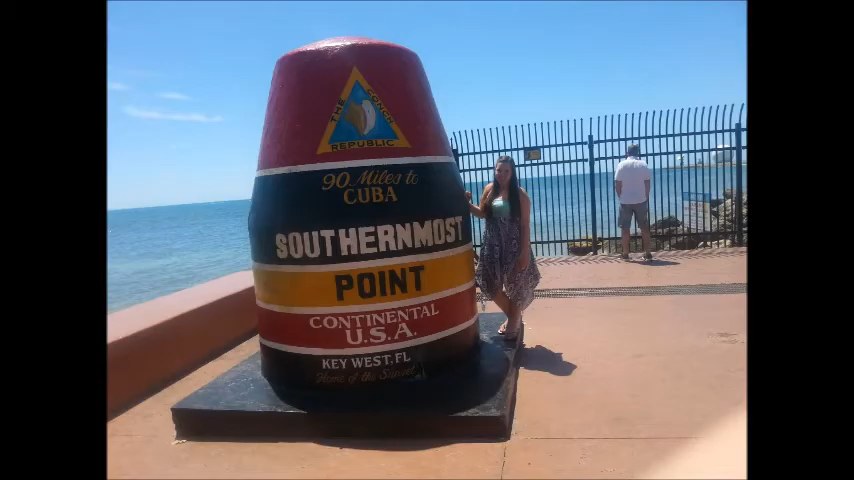 THE CONCH
REPUBLIC
90 Miles to
CUBA
SOUTHERNMOST
POINT
CONTINENTAL
U.S.A.
KEY WEST, FL
Home of the Sunset